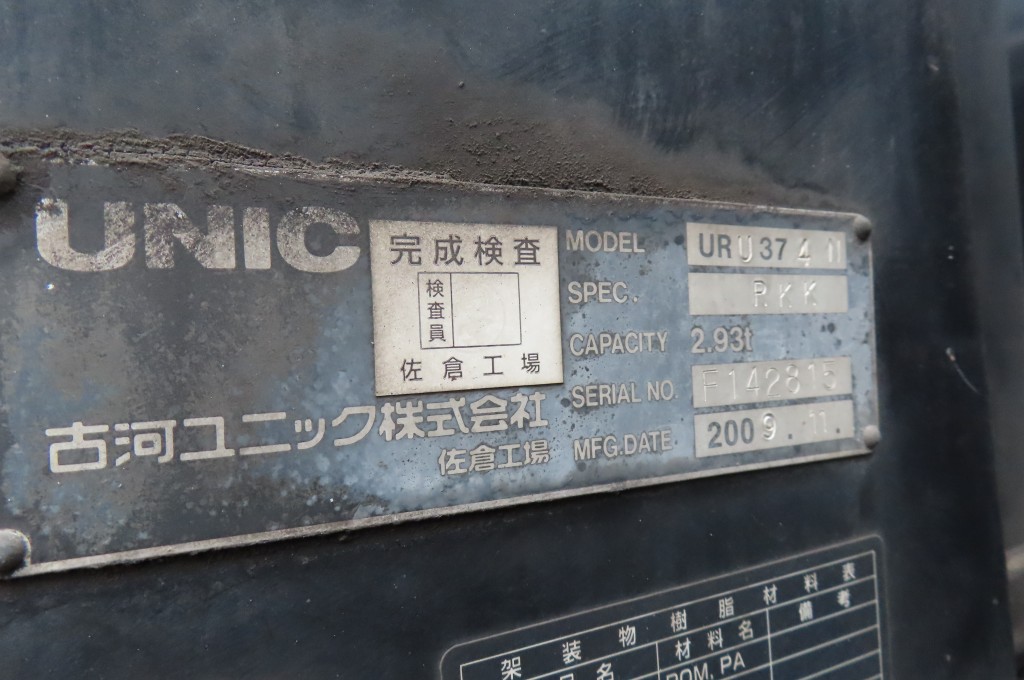 UNIC
完成検査
検査員
佐倉工場
古河ユニック株式会社
佐倉工場
MODEL URU374
SPEC. RKK
CAPACITY 2.93t
SERIAL NO. F142815
MFG.DATE 2009.11.
架装物樹脂材料表
材料名 備考
POM, PA